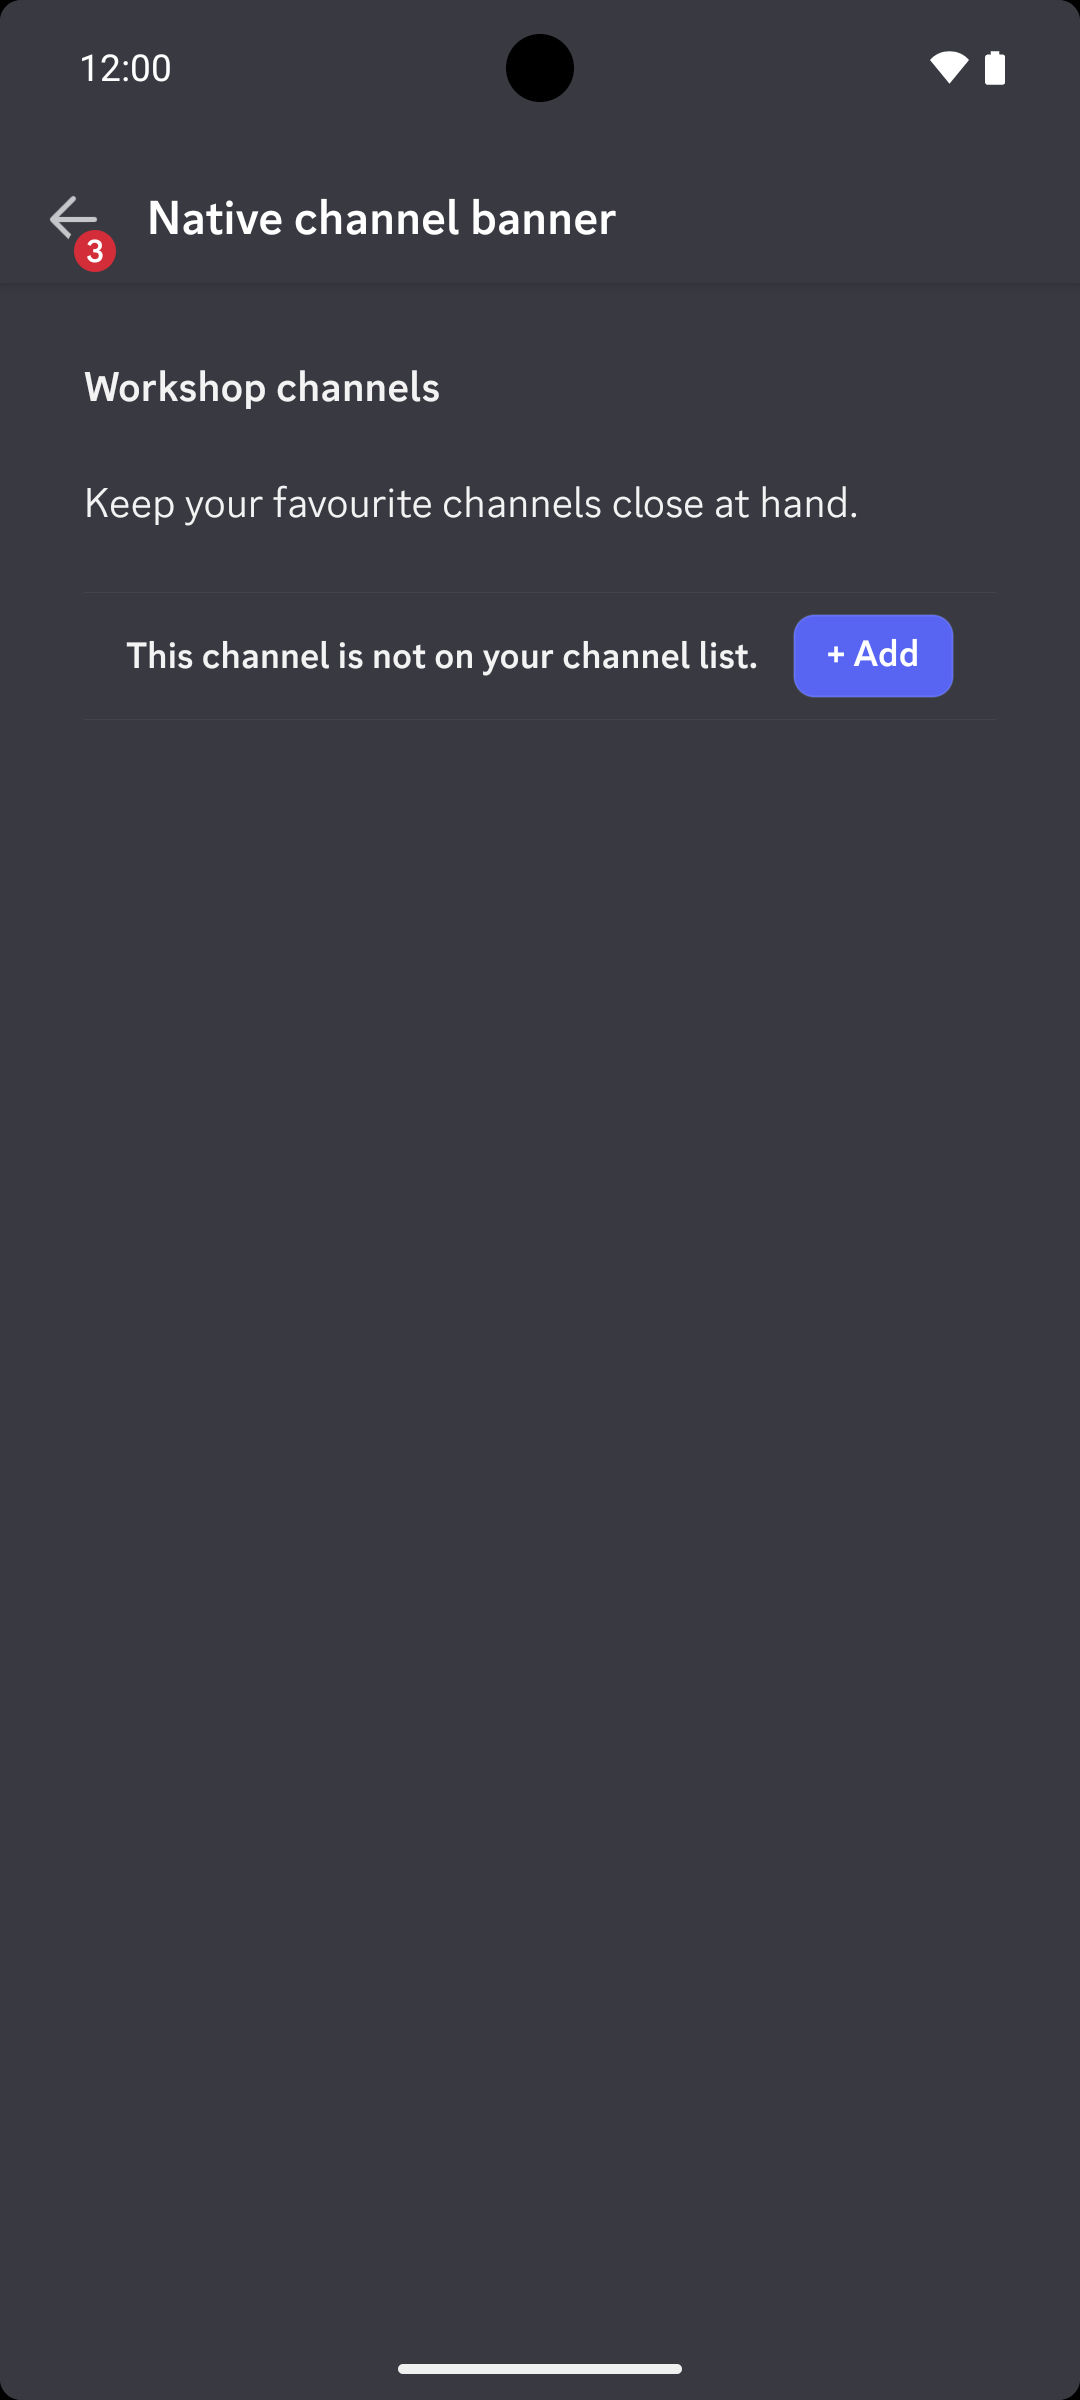 12:00
Native channel banner
3
Workshop channels
Keep your favourite channels close at hand.
This channel is not on your channel list.
+ Add